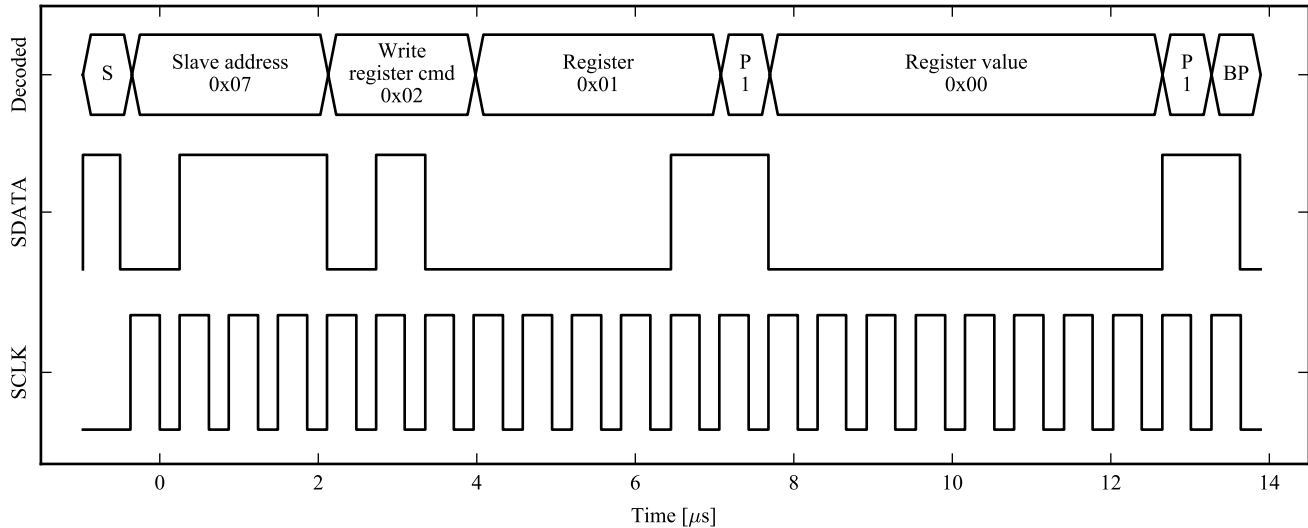 Decoded
S
Slave address
0x07
Write
register cmd
0x02
Register
0x01
P
1
Register value
0x00
P
1
BP
SDATA
SCLK
0 2 4 6 8 10 12 14
Time [μs]